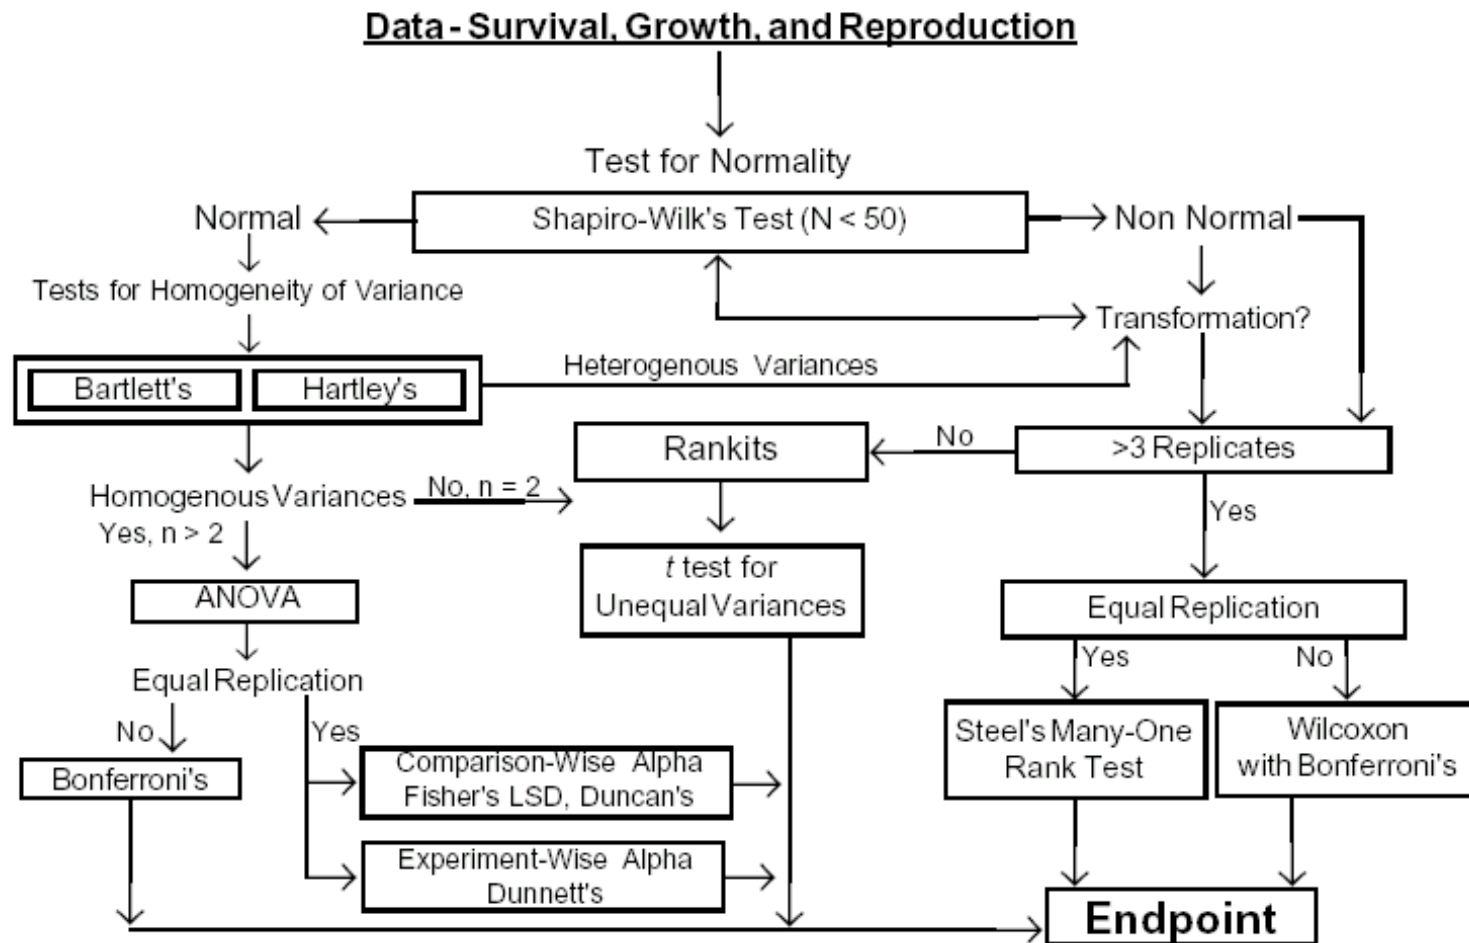 Data - Survival, Growth, and Reproduction
Test for Normality
Normal
Shapiro-Wilk's Test (N < 50)
Non Normal
Tests for Homogeneity of Variance
Transformation?
Heterogenous Variances
Bartlett's
Hartley's
Rankits
No
>3 Replicates
Homogenous Variances
No, n = 2
Yes, n > 2
Yes
t test for
Unequal Variances
ANOVA
Equal Replication
Equal Replication
Yes
No
No
Yes
Steel's Many-One
Rank Test
Wilcoxon
with Bonferroni's
Bonferroni's
Comparison-Wise Alpha
Fisher's LSD, Duncan's
Experiment-Wise Alpha
Dunnett's
Endpoint